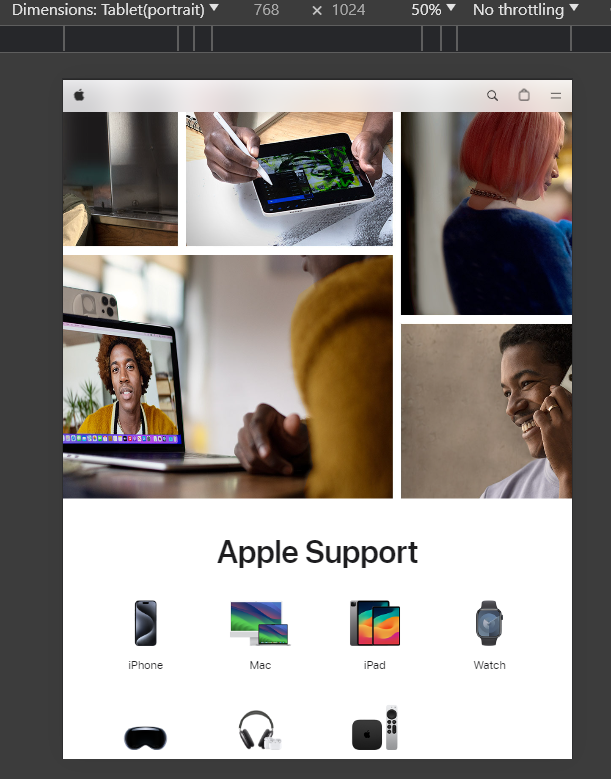 Dimensions: Tablet(portrait) ▼ 768 × 1024 50% ▼ No throttling ▼
Apple Support
iPhone Mac iPad Watch